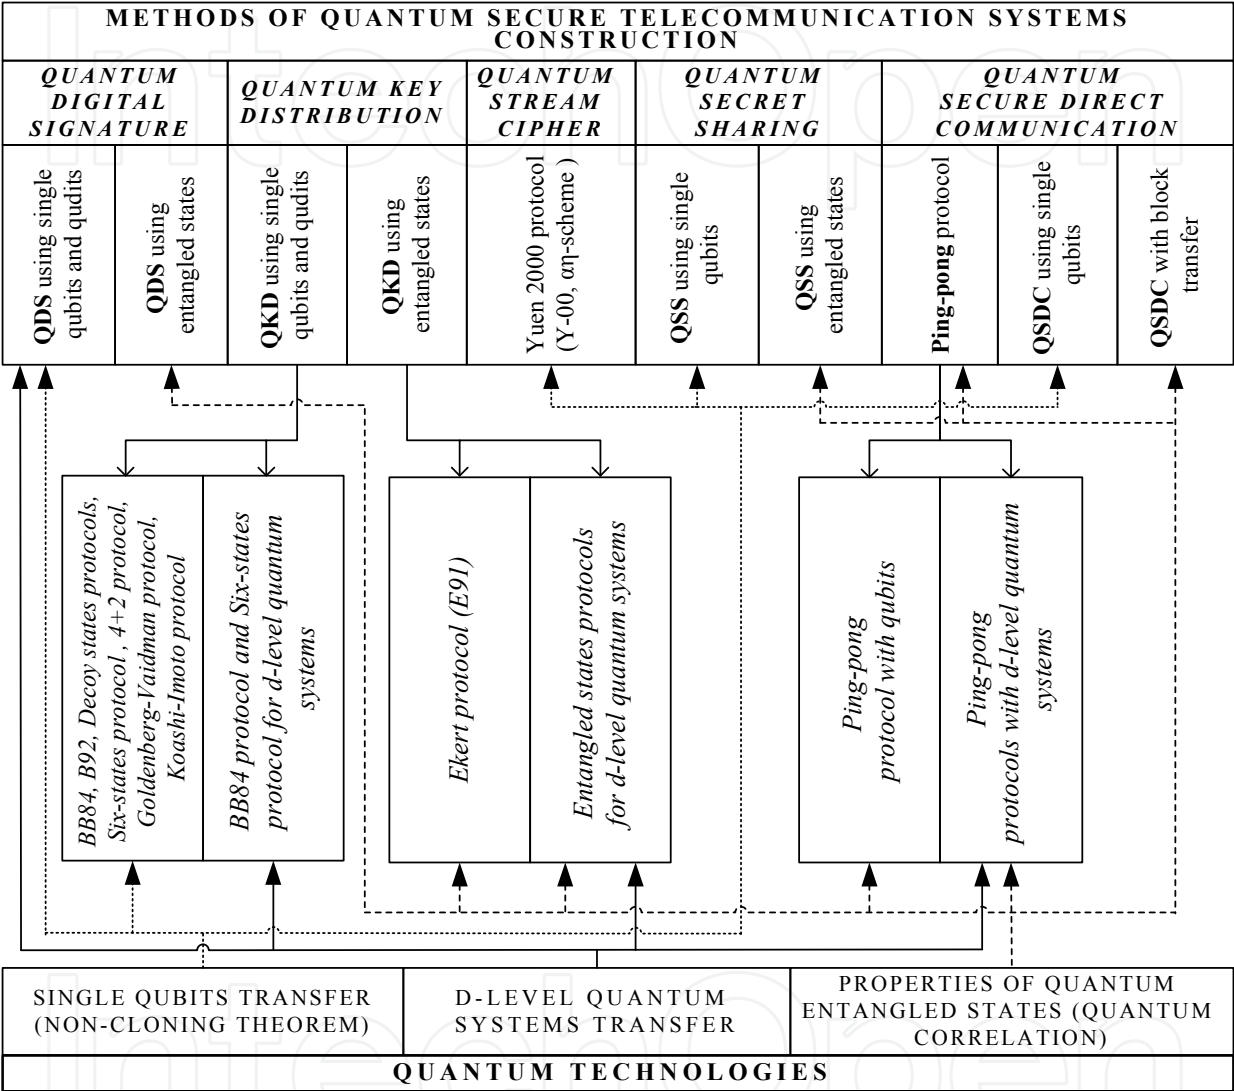 METHODS OF QUANTUM SECURE TELECOMMUNICATION SYSTEMS
CONSTRUCTION
QUANTUM
DIGITAL
SIGNATURE
QUANTUM KEY
DISTRIBUTION
QUANTUM
STREAM
CIPHER
QUANTUM
SECRET
SHARING
QUANTUM
SECURE DIRECT
COMMUNICATION
QDS using single
qubits and qudits
QDS using
entangled states
QKD using single
qubits and qudits
QKD using
entangled states
Yuen 2000 protocol
(Y-00, αη-scheme )
QSS using single
qubits
QSS using
entangled states
Ping-pong protocol
QSDC using single
qubits
QSDC with block
transfer
BB84, B92, Decoy states protocols,
Six-states protocol , 4+2 protocol,
Goldenberg-Vaidman protocol,
Koashi-Imoto protocol
BB84 protocol and Six-states
protocol for d-level quantum
systems
Ekert protocol (E91)
Entangled states protocols
for d-level quantum systems
Ping-pong
protocol with qubits
Ping-pong
protocols with d-level quantum
systems
SINGLE QUBITS TRANSFER
(NON-CLONING THEOREM)
D-LEVEL QUANTUM
SYSTEMS TRANSFER
PROPERTIES OF QUANTUM
ENTANGLED STATES (QUANTUM
CORRELATION)
QUANTUM TECHNOLOGIES
IntechOpen
IntechOpen